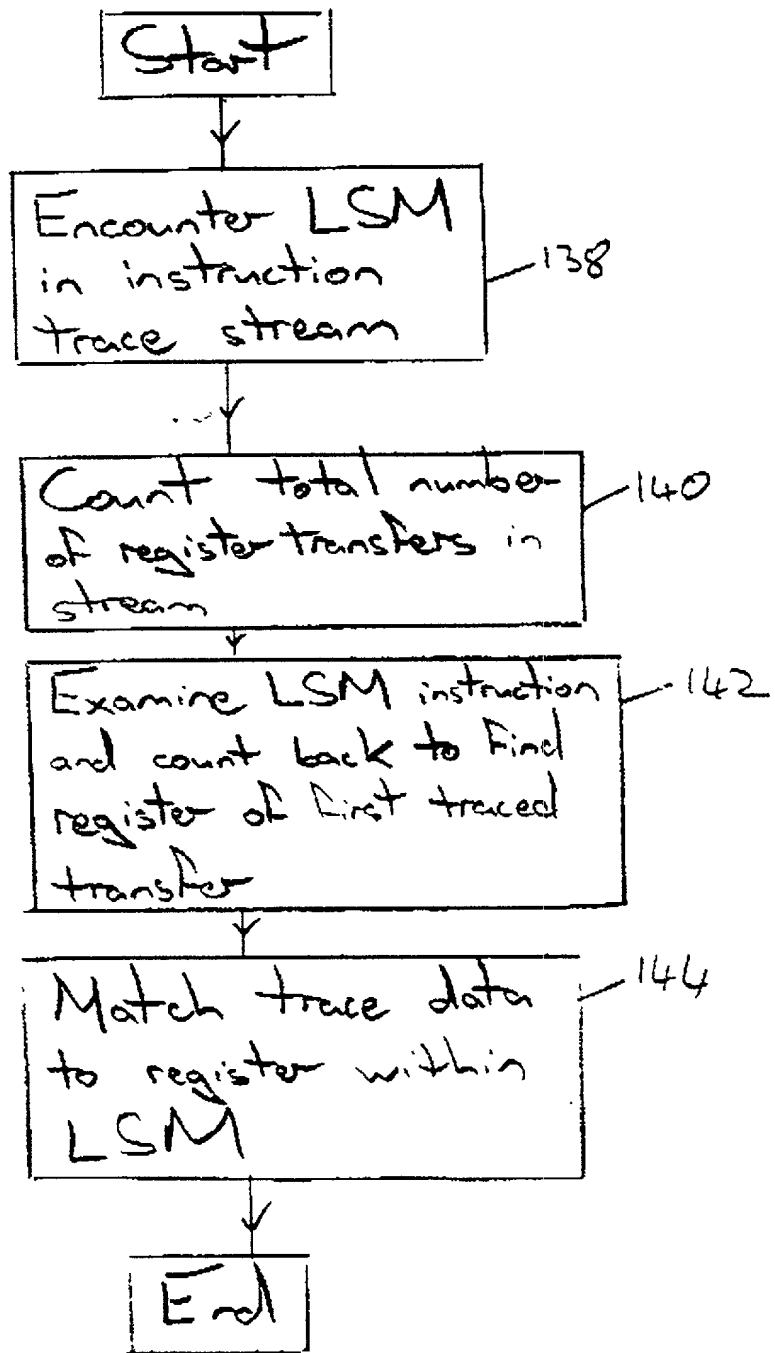 Start
Encounter LSM
in instruction
trace stream
138
Count total number
of register transfers in
stream
140
Examine LSM instruction
and count back to find
register of first traced
transfer
142
Match trace data
to register within
LSM
144
End